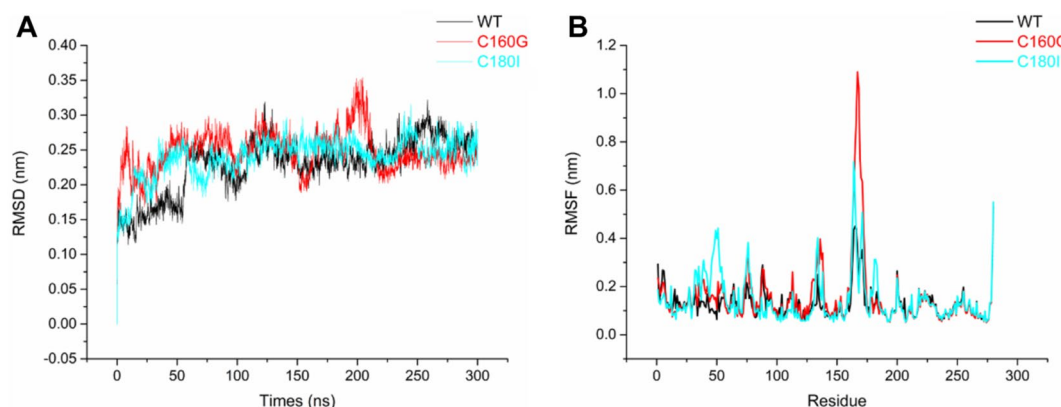 A
WT
C160G
C180I
0.40
0.35
0.30
0.25
0.20
0.15
0.10
0.05
0.00
-0.05
RMSD (nm)
0
50
100
150
200
250
300
Times (ns)
B
WT
C160G
C180I
1.2
1.0
0.8
0.6
0.4
0.2
0.0
RMSF (nm)
0
50
100
150
200
250
300
Residue